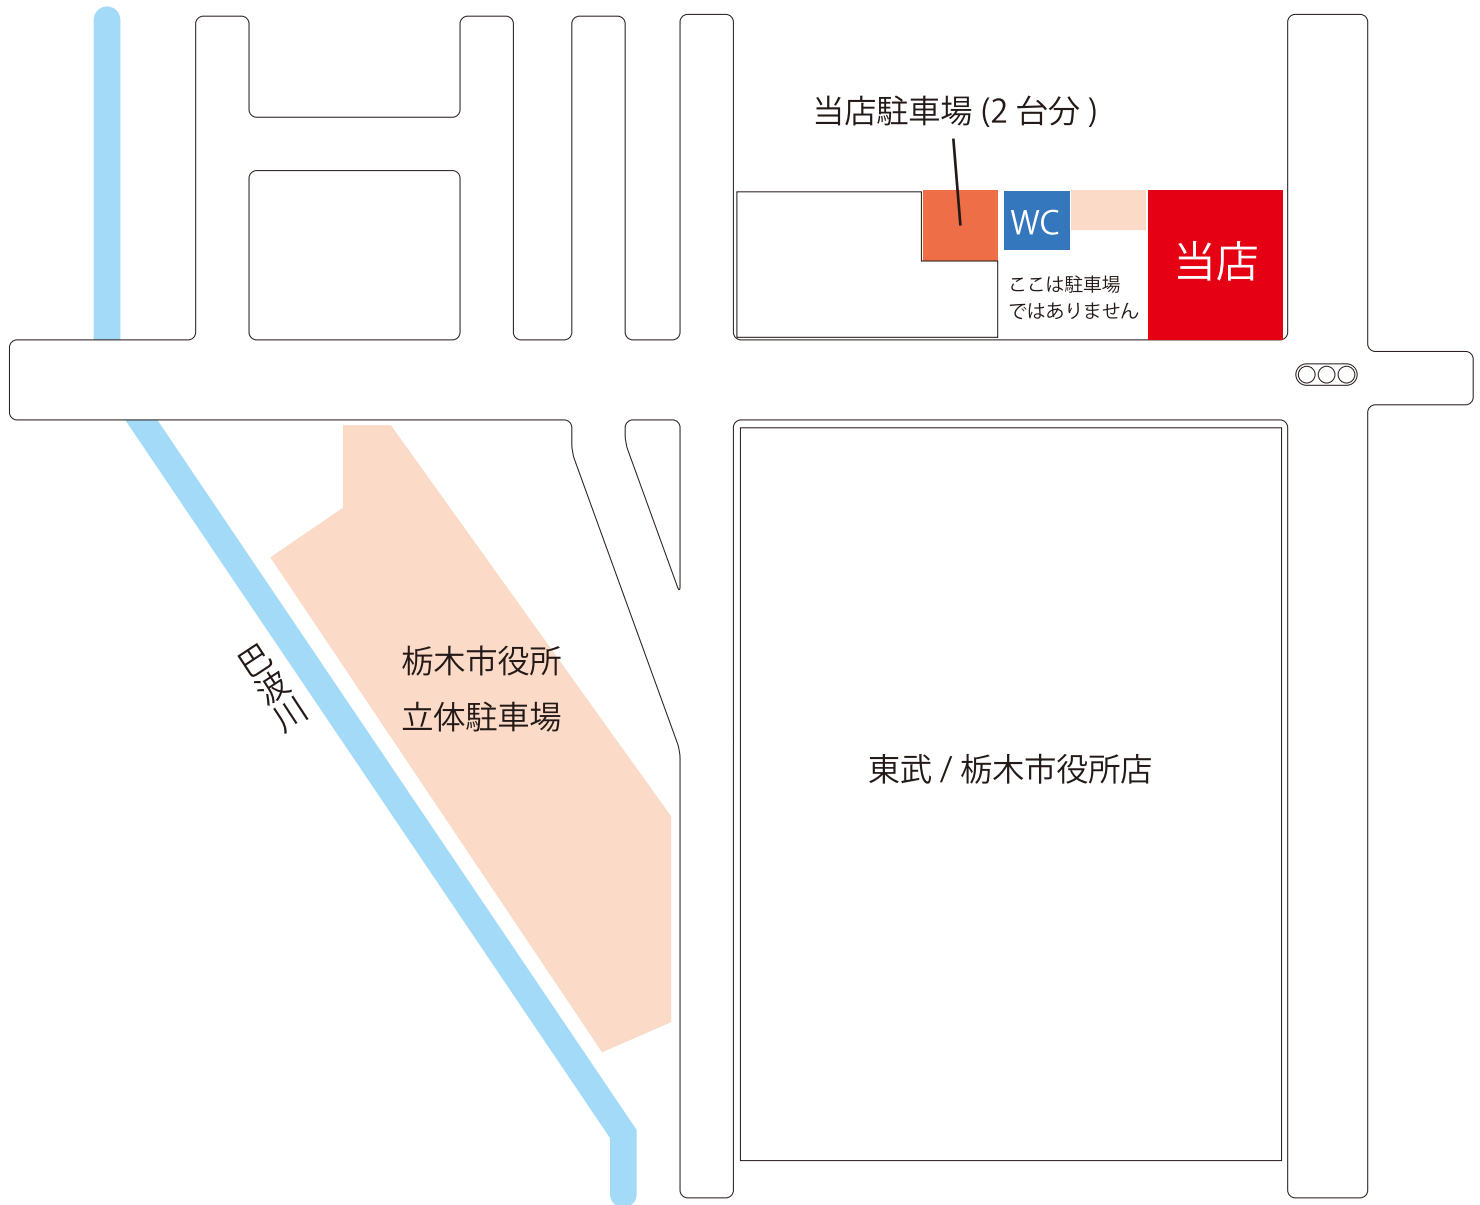 当店駐車場 (2 台分 )
WC
当店
ここは駐車場
ではありません
巴波川
栃木市役所
立体駐車場
東武 / 栃木市役所店